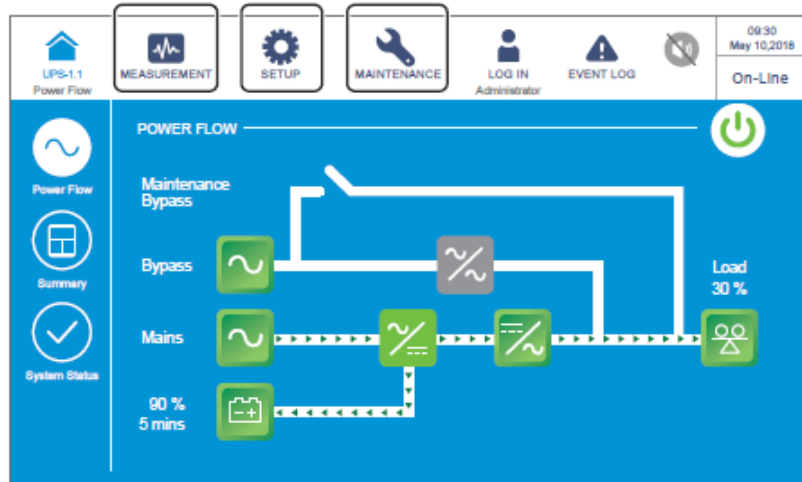 UPS-1.1
Power Flow
MEASUREMENT
SETUP
MAINTENANCE
LOG IN
Administrator
EVENT LOG
09:30
May 10,2018
On-Line
POWER FLOW
Power Flow
Summary
System Status
Maintenance
Bypass
Bypass
Mains
90 %
5 mins
Load
30 %